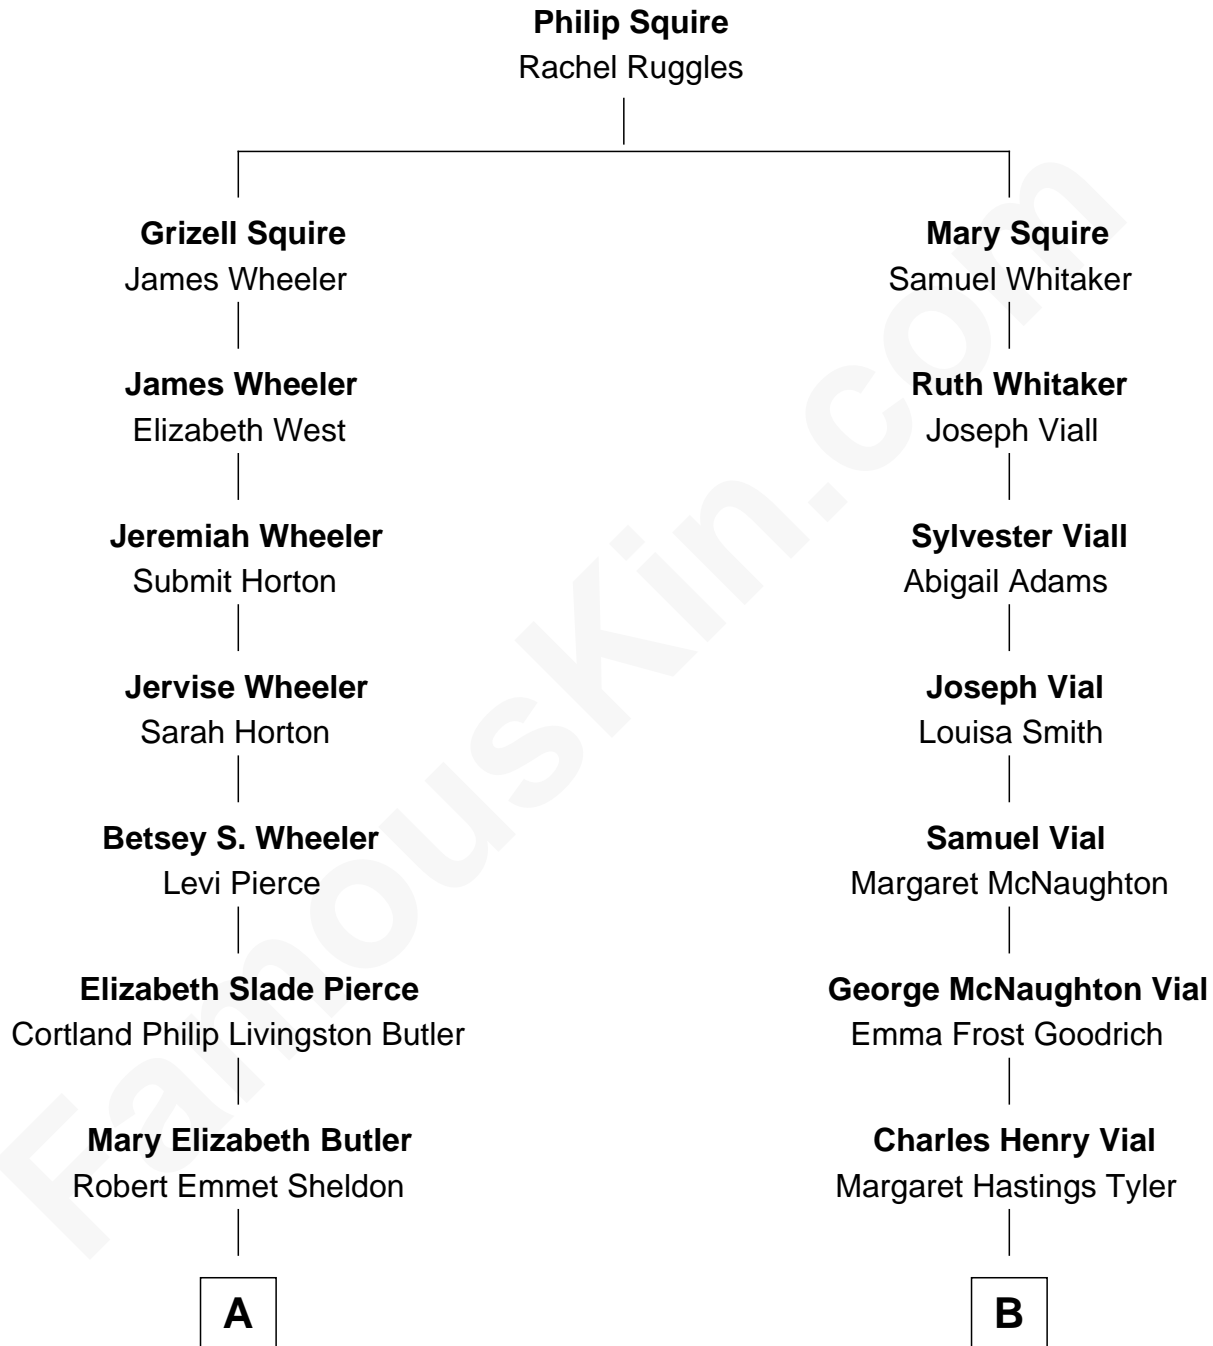 Philip Squire
Rachel Ruggles
Grizell Squire
James Wheeler
James Wheeler
Elizabeth West
Jeremiah Wheeler
Submit Horton
Jervise Wheeler
Sarah Horton
Betsey S. Wheeler
Levi Pierce
Elizabeth Slade Pierce
Cortland Philip Livingston Butler
Mary Elizabeth Butler
Robert Emmet Sheldon
A
Mary Squire
Samuel Whitaker
Ruth Whitaker
Joseph Viall
Sylvester Viall
Abigail Adams
Joseph Vial
Louisa Smith
Samuel Vial
Margaret McNaughton
George McNaughton Vial
Emma Frost Goodrich
Charles Henry Vial
Margaret Hastings Tyler
B
FamousKin.com